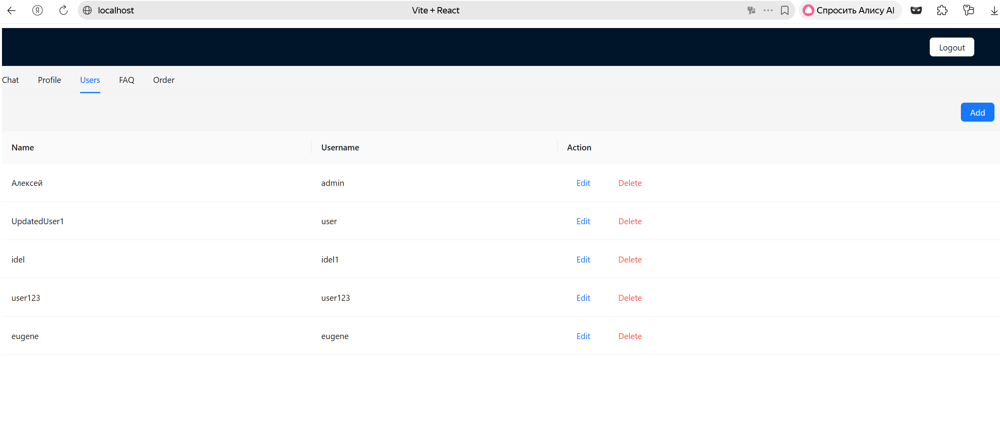 localhost Vite + React Спросить Алису AI
Logout
Chat Profile Users FAQ Order
Add
Name Username Action
Алексей admin Edit Delete
UpdatedUser1 user Edit Delete
idel idel1 Edit Delete
user123 user123 Edit Delete
eugene eugene Edit Delete